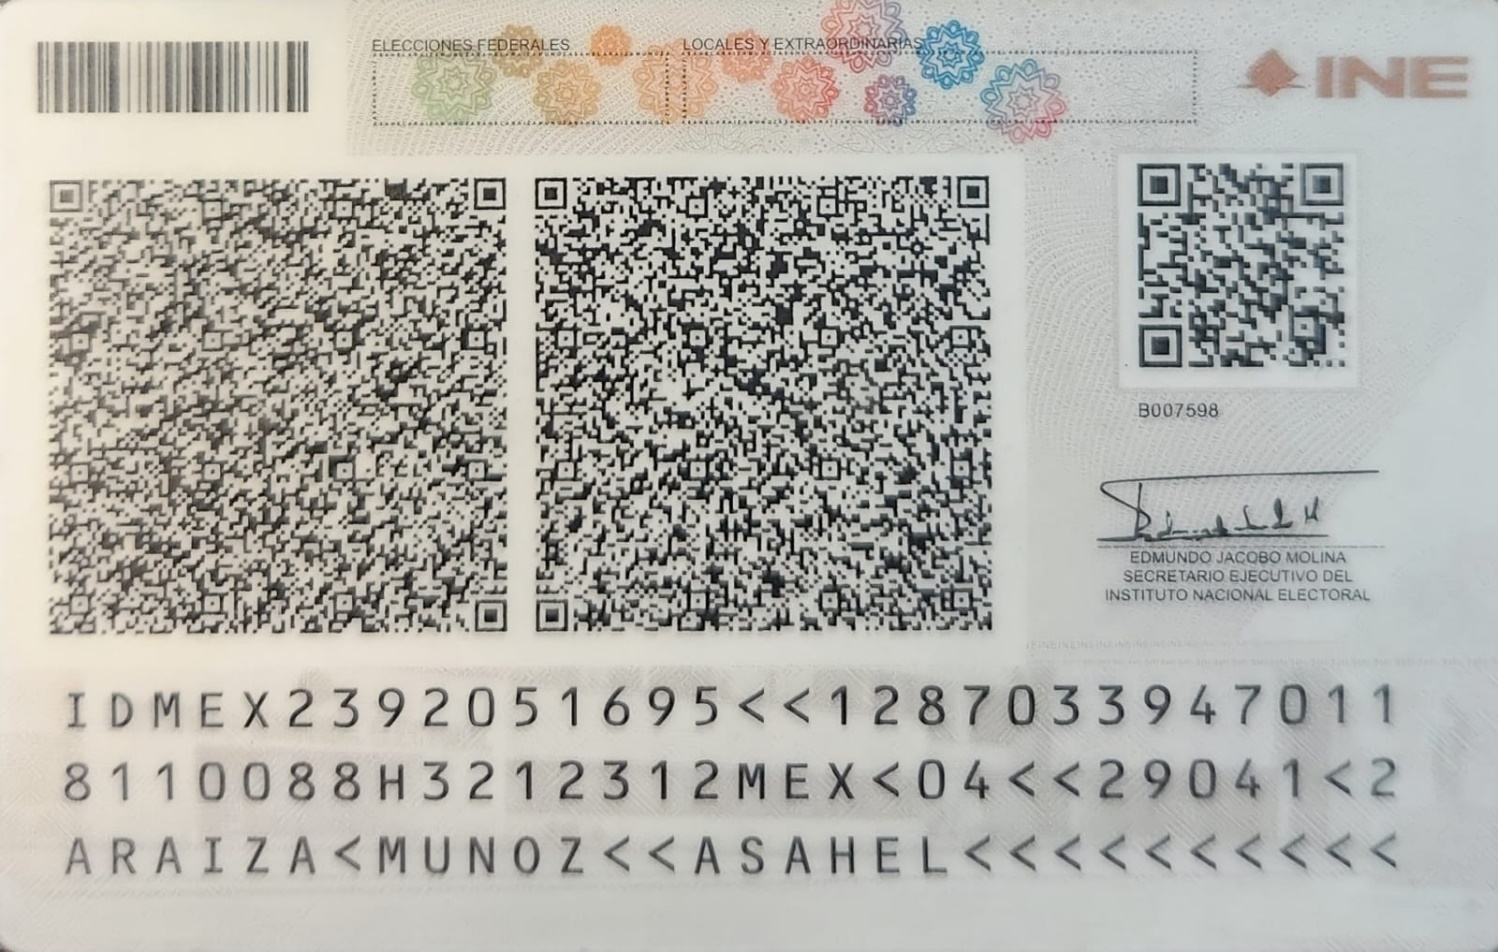 ELECCIONES FEDERALES LOCALES Y EXTRAORDINARIAS
INE
B007598
EDMUNDO JACOBO MOLINA
SECRETARIO EJECUTIVO DEL
INSTITUTO NACIONAL ELECTORAL
IDMEX2392051695<<1287033947011
8110088H3212312MEX<04<<29041<2
ARAIZA<MUNOZ<<ASAHEL<<<<<<<<<<